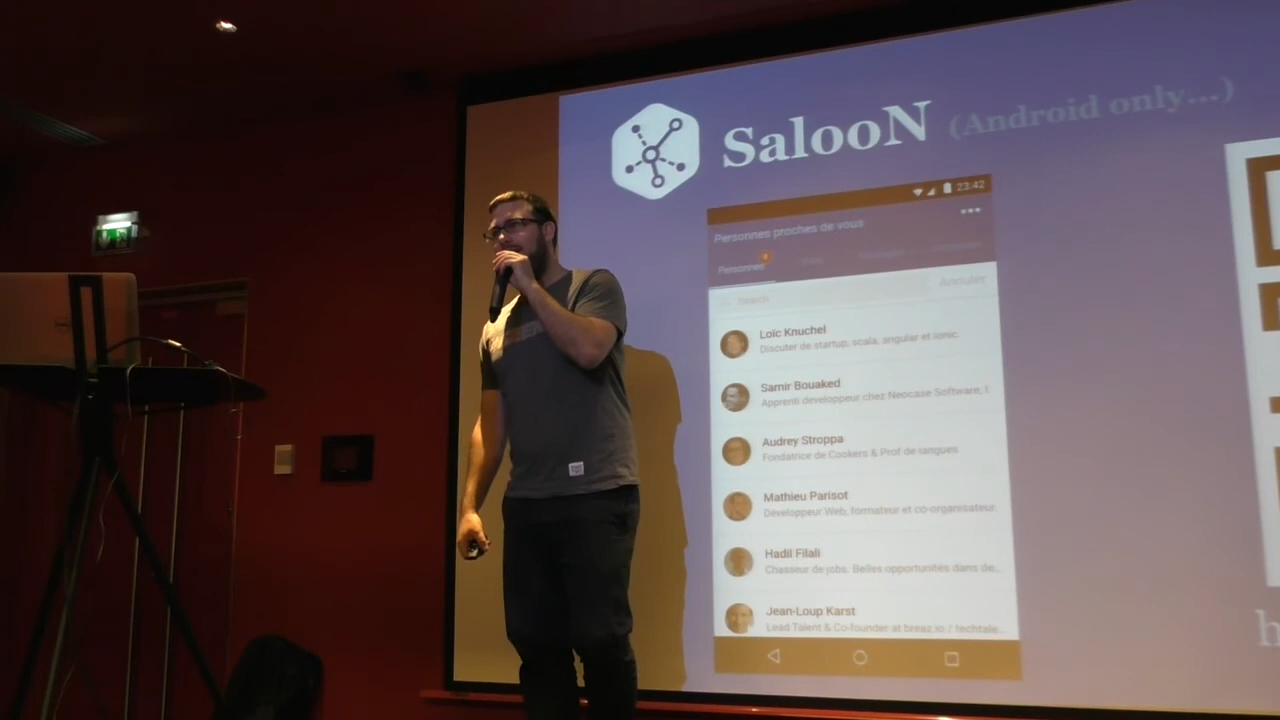 SalooN (Android only...)
23:42
Personnes proches de vous
Personnes
Annuler
Search
Loïc Knuchel
Discuter de startup, scala, angular et ionic.
Samir Bouaked
Apprenti developpeur chez Neocase Software, I
Audrey Stroppa
Fondatrice de Cookers & Prof de langues
Mathieu Parisot
Développeur Web, formateur et co-organisateur.
Hadil Filali
Chasseur de jobs. Belles opportunités dans de...
Jean-Loup Karst
Lead Talent & Co-founder at breaz.io / techtale...
h